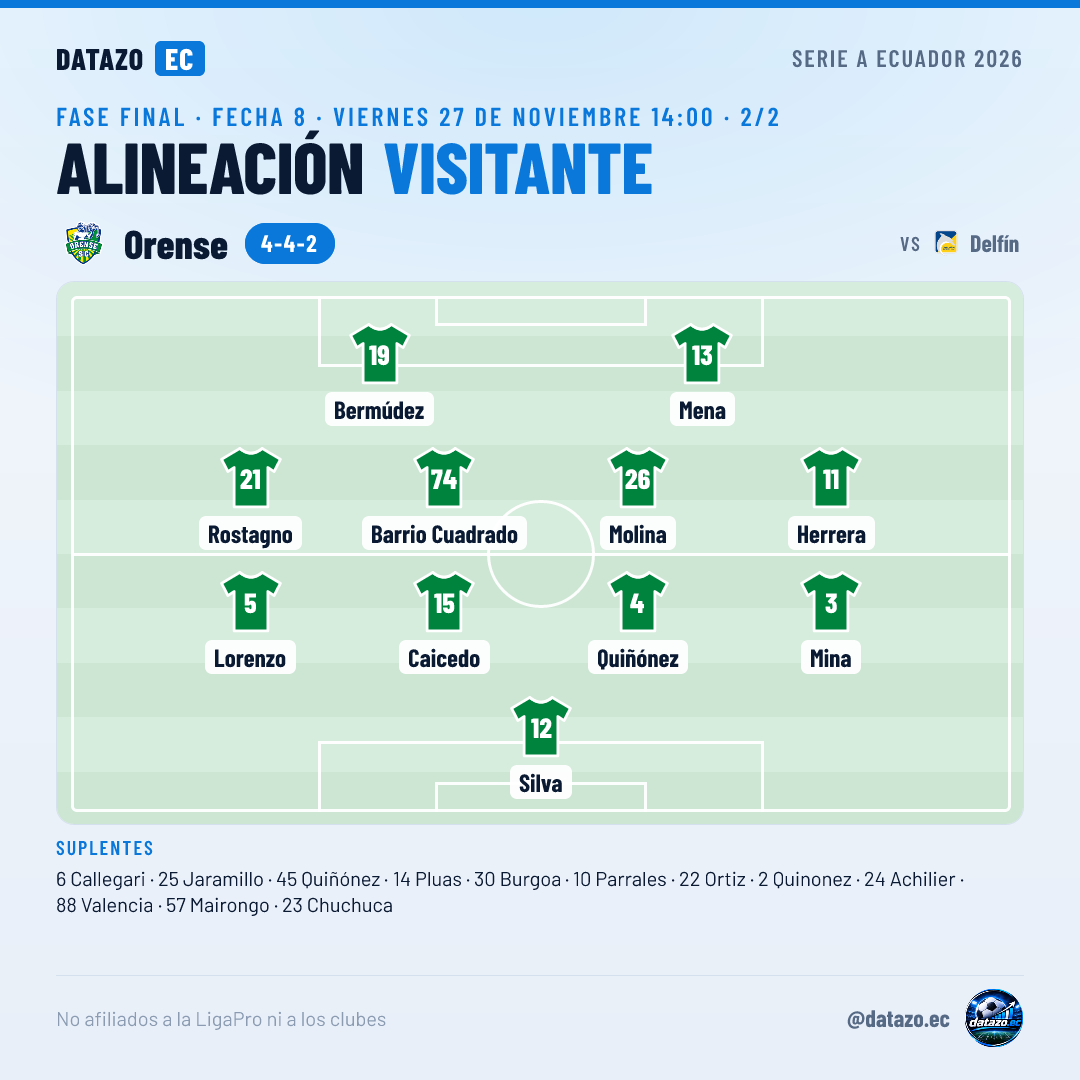 DATAZO EC
SERIE A ECUADOR 2026
FASE FINAL · FECHA 8 · VIERNES 27 DE NOVIEMBRE 14:00 · 2/2
ALINEACIÓN VISITANTE
ORENSE
Orense 4-4-2
VS Delfín
19 13
Bermúdez Mena
21 74 26 11
Rostagno Barrio Cuadrado Molina Herrera
5 15 4 3
Lorenzo Caicedo Quiñónez Mina
12
Silva
SUPLENTES
6 Callegari · 25 Jaramillo · 45 Quiñónez · 14 Pluas · 30 Burgoa · 10 Parrales · 22 Ortiz · 2 Quinonez · 24 Achilier ·
88 Valencia · 57 Mairongo · 23 Chuchuca
No afiliados a la LigaPro ni a los clubes
@datazo.ec
datazo.ec